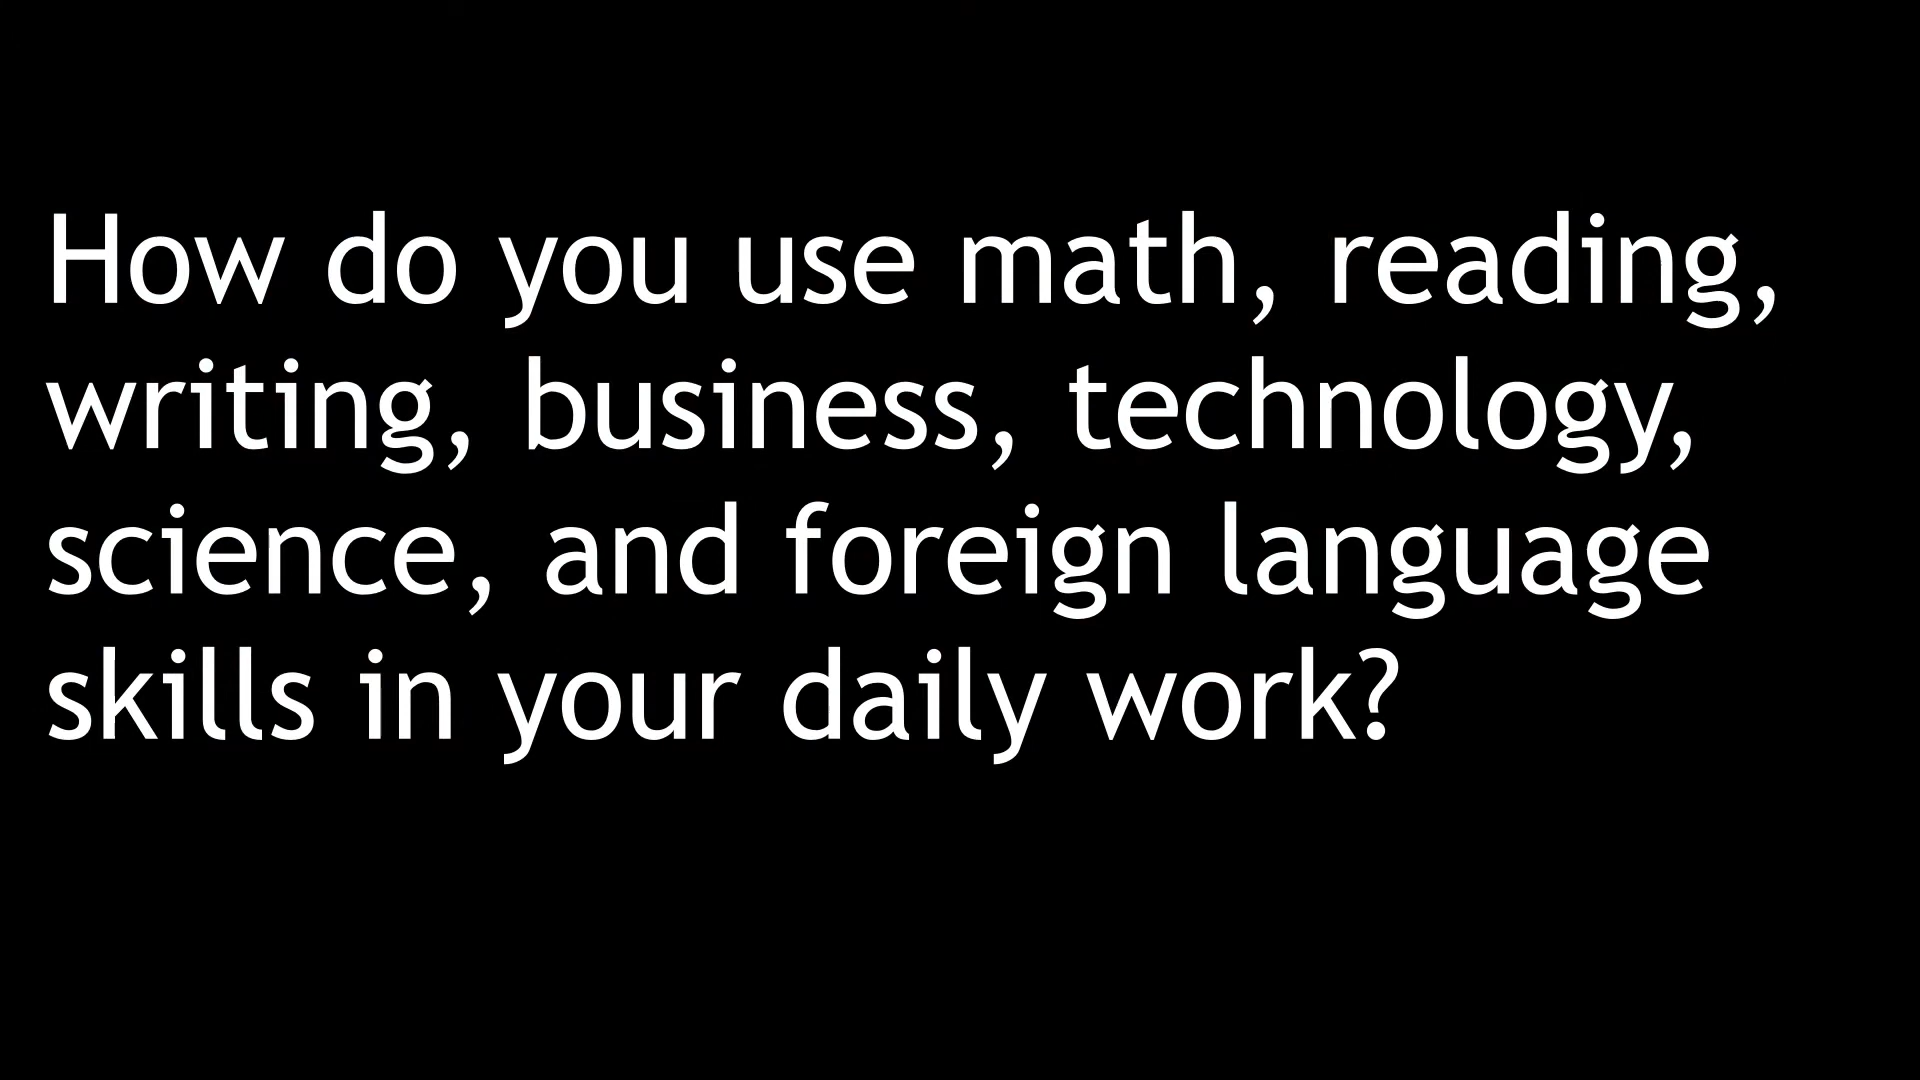 How do you use math, reading,
writing, business, technology,
science, and foreign language
skills in your daily work?